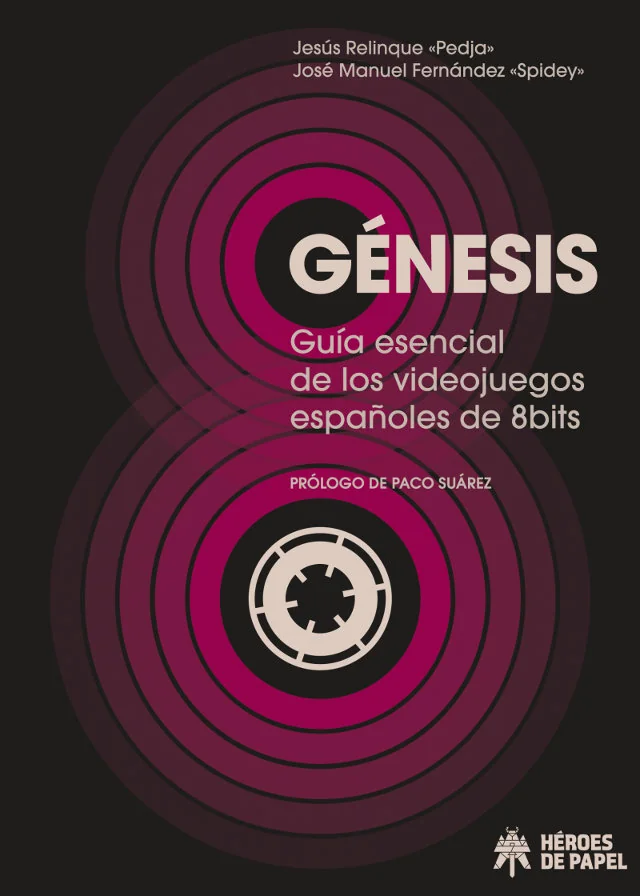 Jesús Relinque «Pedja»
José Manuel Fernández «Spidey»
GÉNESIS
Guía esencial
de los videojuegos
españoles de 8bits
PRÓLOGO DE PACO SUÁREZ
HÉROES
DE PAPEL